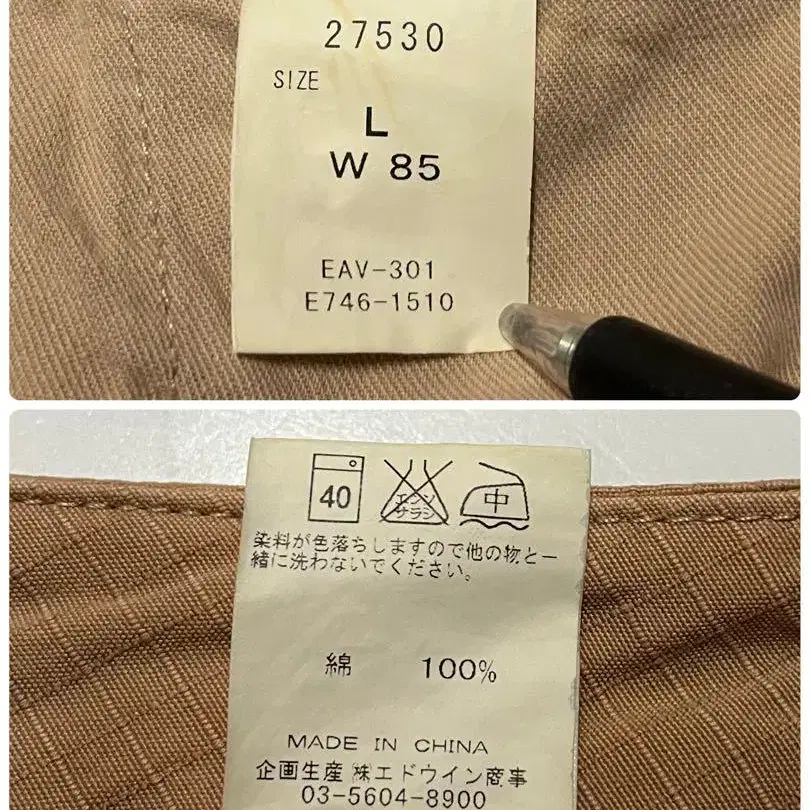 27530
SIZE
L
W 85
EAV-301
E746-1510
40
エンソ
サラシ
中
染料が色落ちしますので他の物と一
緒に洗わないでください。
綿 100%
MADE IN CHINA
企画生産 ㈱エドウイン商事
03-5604-8900